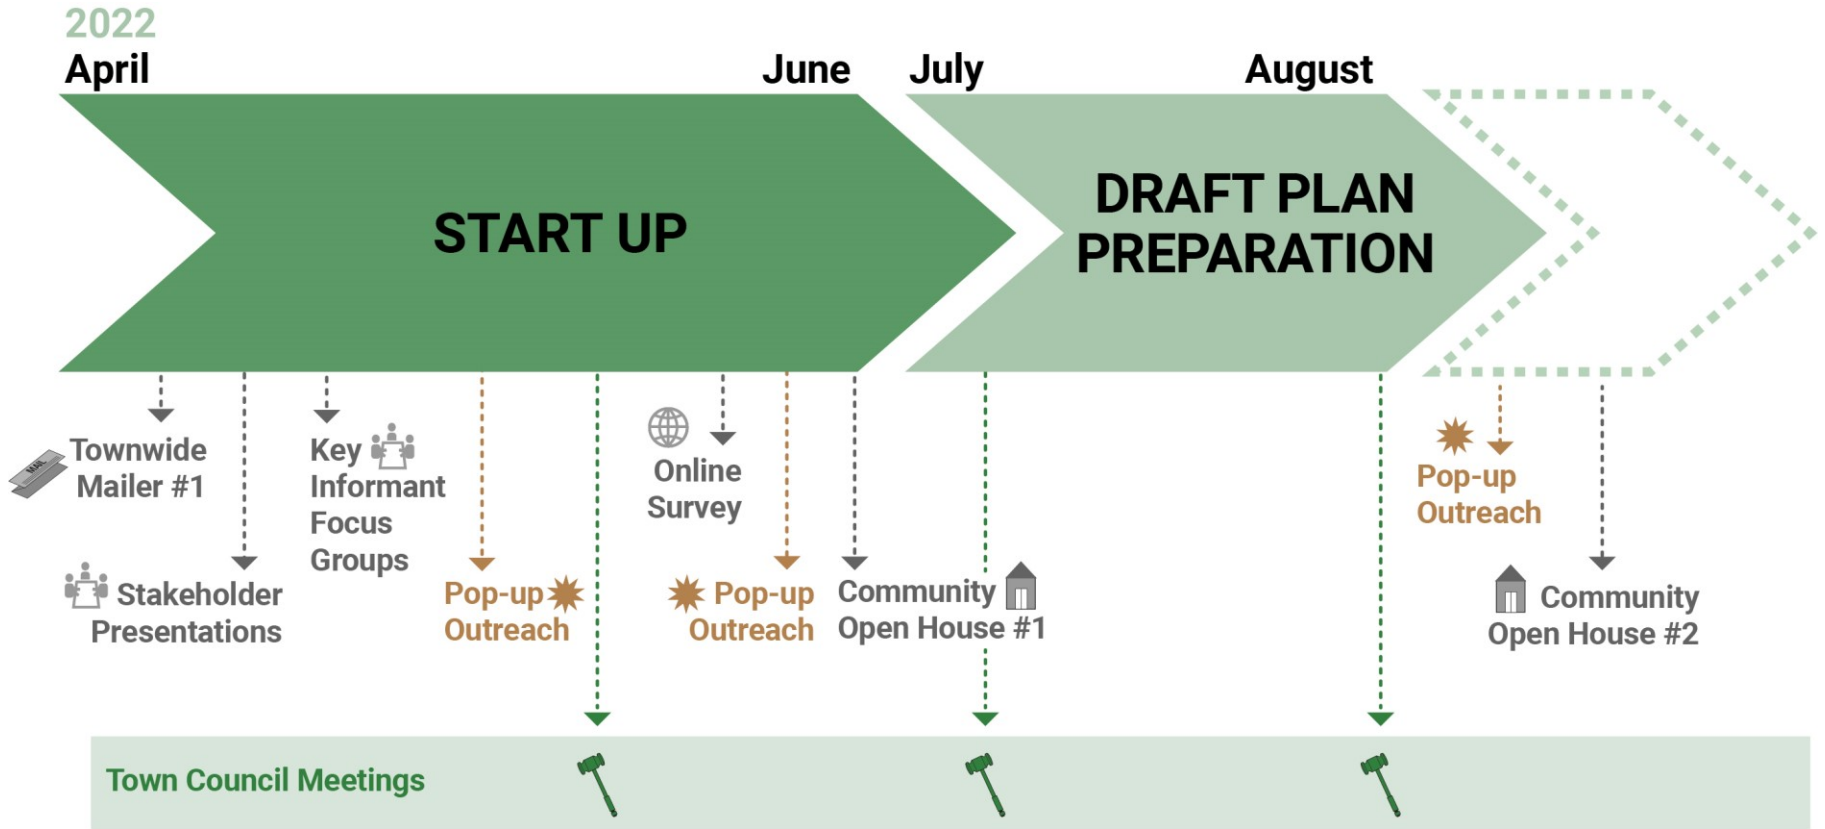 2022
April
June
July
August
START UP
DRAFT PLAN
PREPARATION
MAIL
Townwide
Mailer #1
Stakeholder
Presentations
Key
Informant
Focus
Groups
Pop-up
Outreach
Online
Survey
Pop-up
Outreach
Community
Open House #1
Pop-up
Outreach
Community
Open House #2
Town Council Meetings